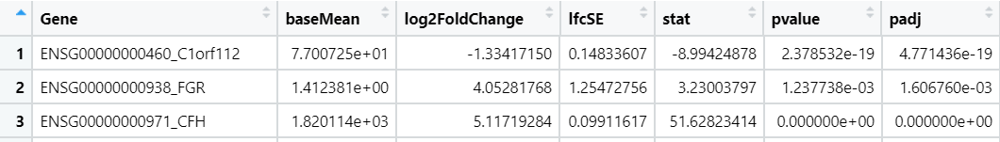 Gene baseMean log2FoldChange lfcSE stat pvalue padj
1 ENSG00000000460_C1orf112 7.700725e+01 -1.33417150 0.14833607 -8.99424878 2.378532e-19 4.771436e-19
2 ENSG00000000938_FGR 1.412381e+00 4.05281768 1.25472756 3.23003797 1.237738e-03 1.606760e-03
3 ENSG00000000971_CFH 1.820114e+03 5.11719284 0.09911617 51.62823414 0.000000e+00 0.000000e+00